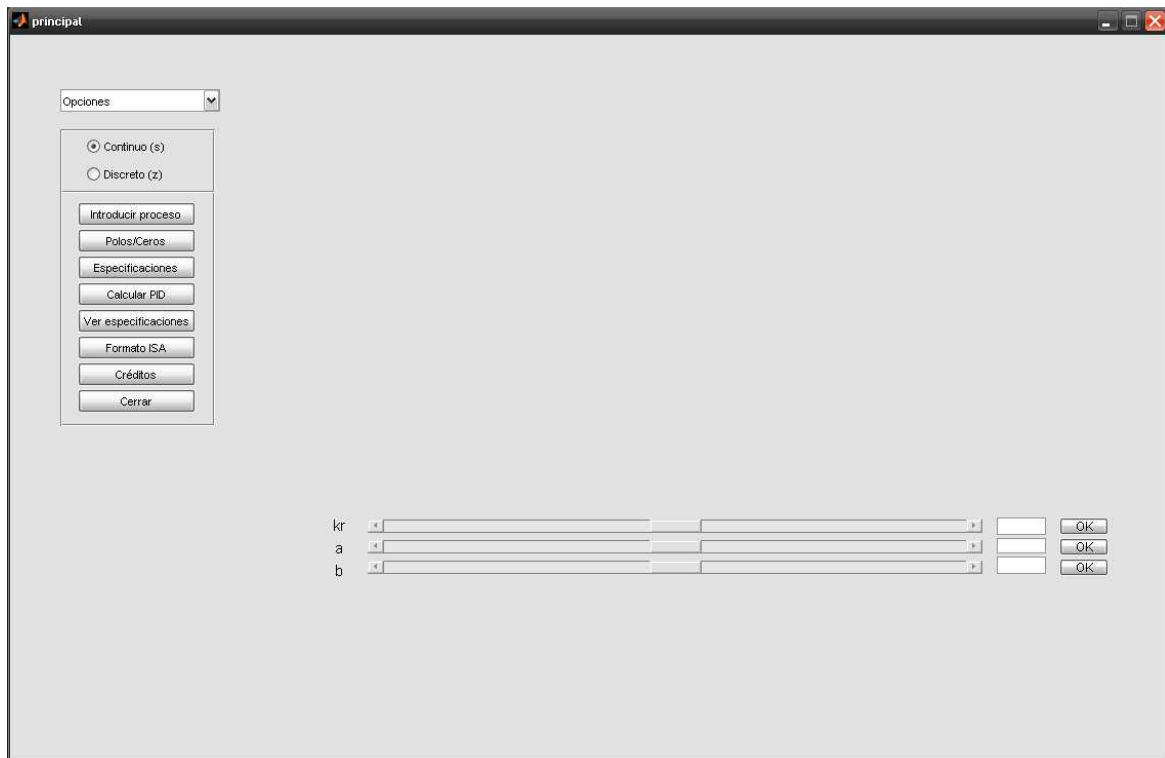 principal
Opciones
Continuo (s)
Discreto (z)
Introducir proceso
Polos/Ceros
Especificaciones
Calcular PID
Ver especificaciones
Formato ISA
Créditos
Cerrar
kr OK
a OK
b OK